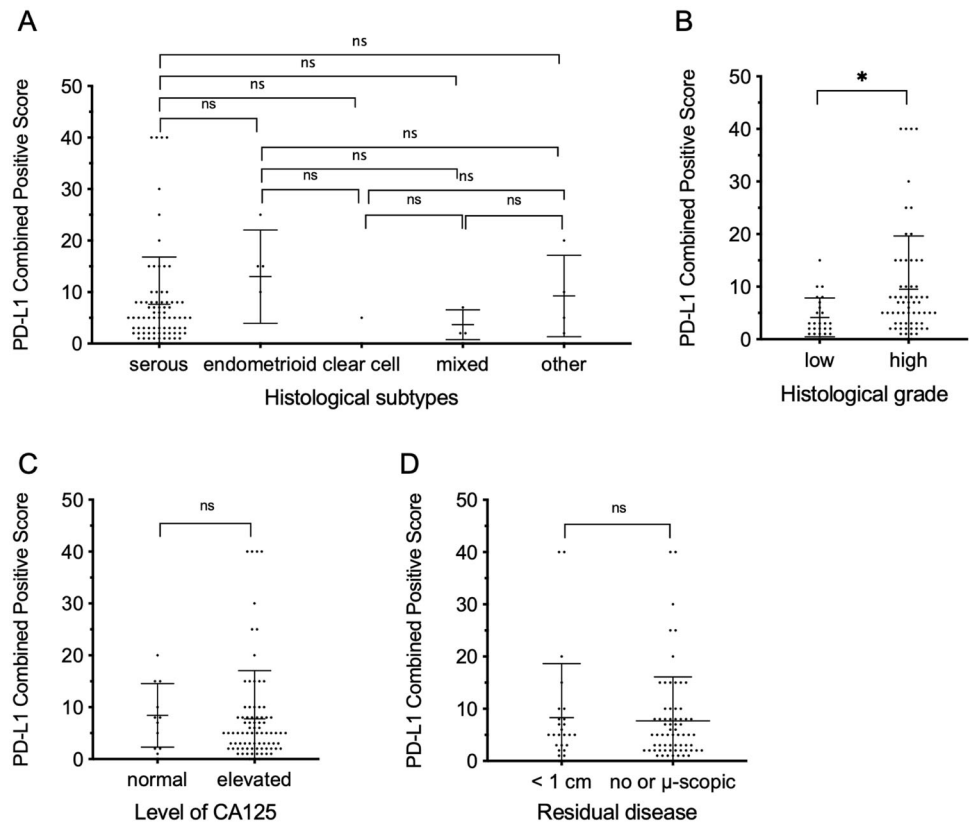 A
PD-L1 Combined Positive Score
50
40
30
20
10
0
ns
ns
ns
ns
ns
ns
ns
ns
ns
ns
serous endometrioid clear cell mixed other
Histological subtypes
B
PD-L1 Combined Positive Score
50
40
30
20
10
0
*
low high
Histological grade
C
PD-L1 Combined Positive Score
50
40
30
20
10
0
ns
normal elevated
Level of CA125
D
PD-L1 Combined Positive Score
50
40
30
20
10
0
ns
< 1 cm no or μ-scopic
Residual disease